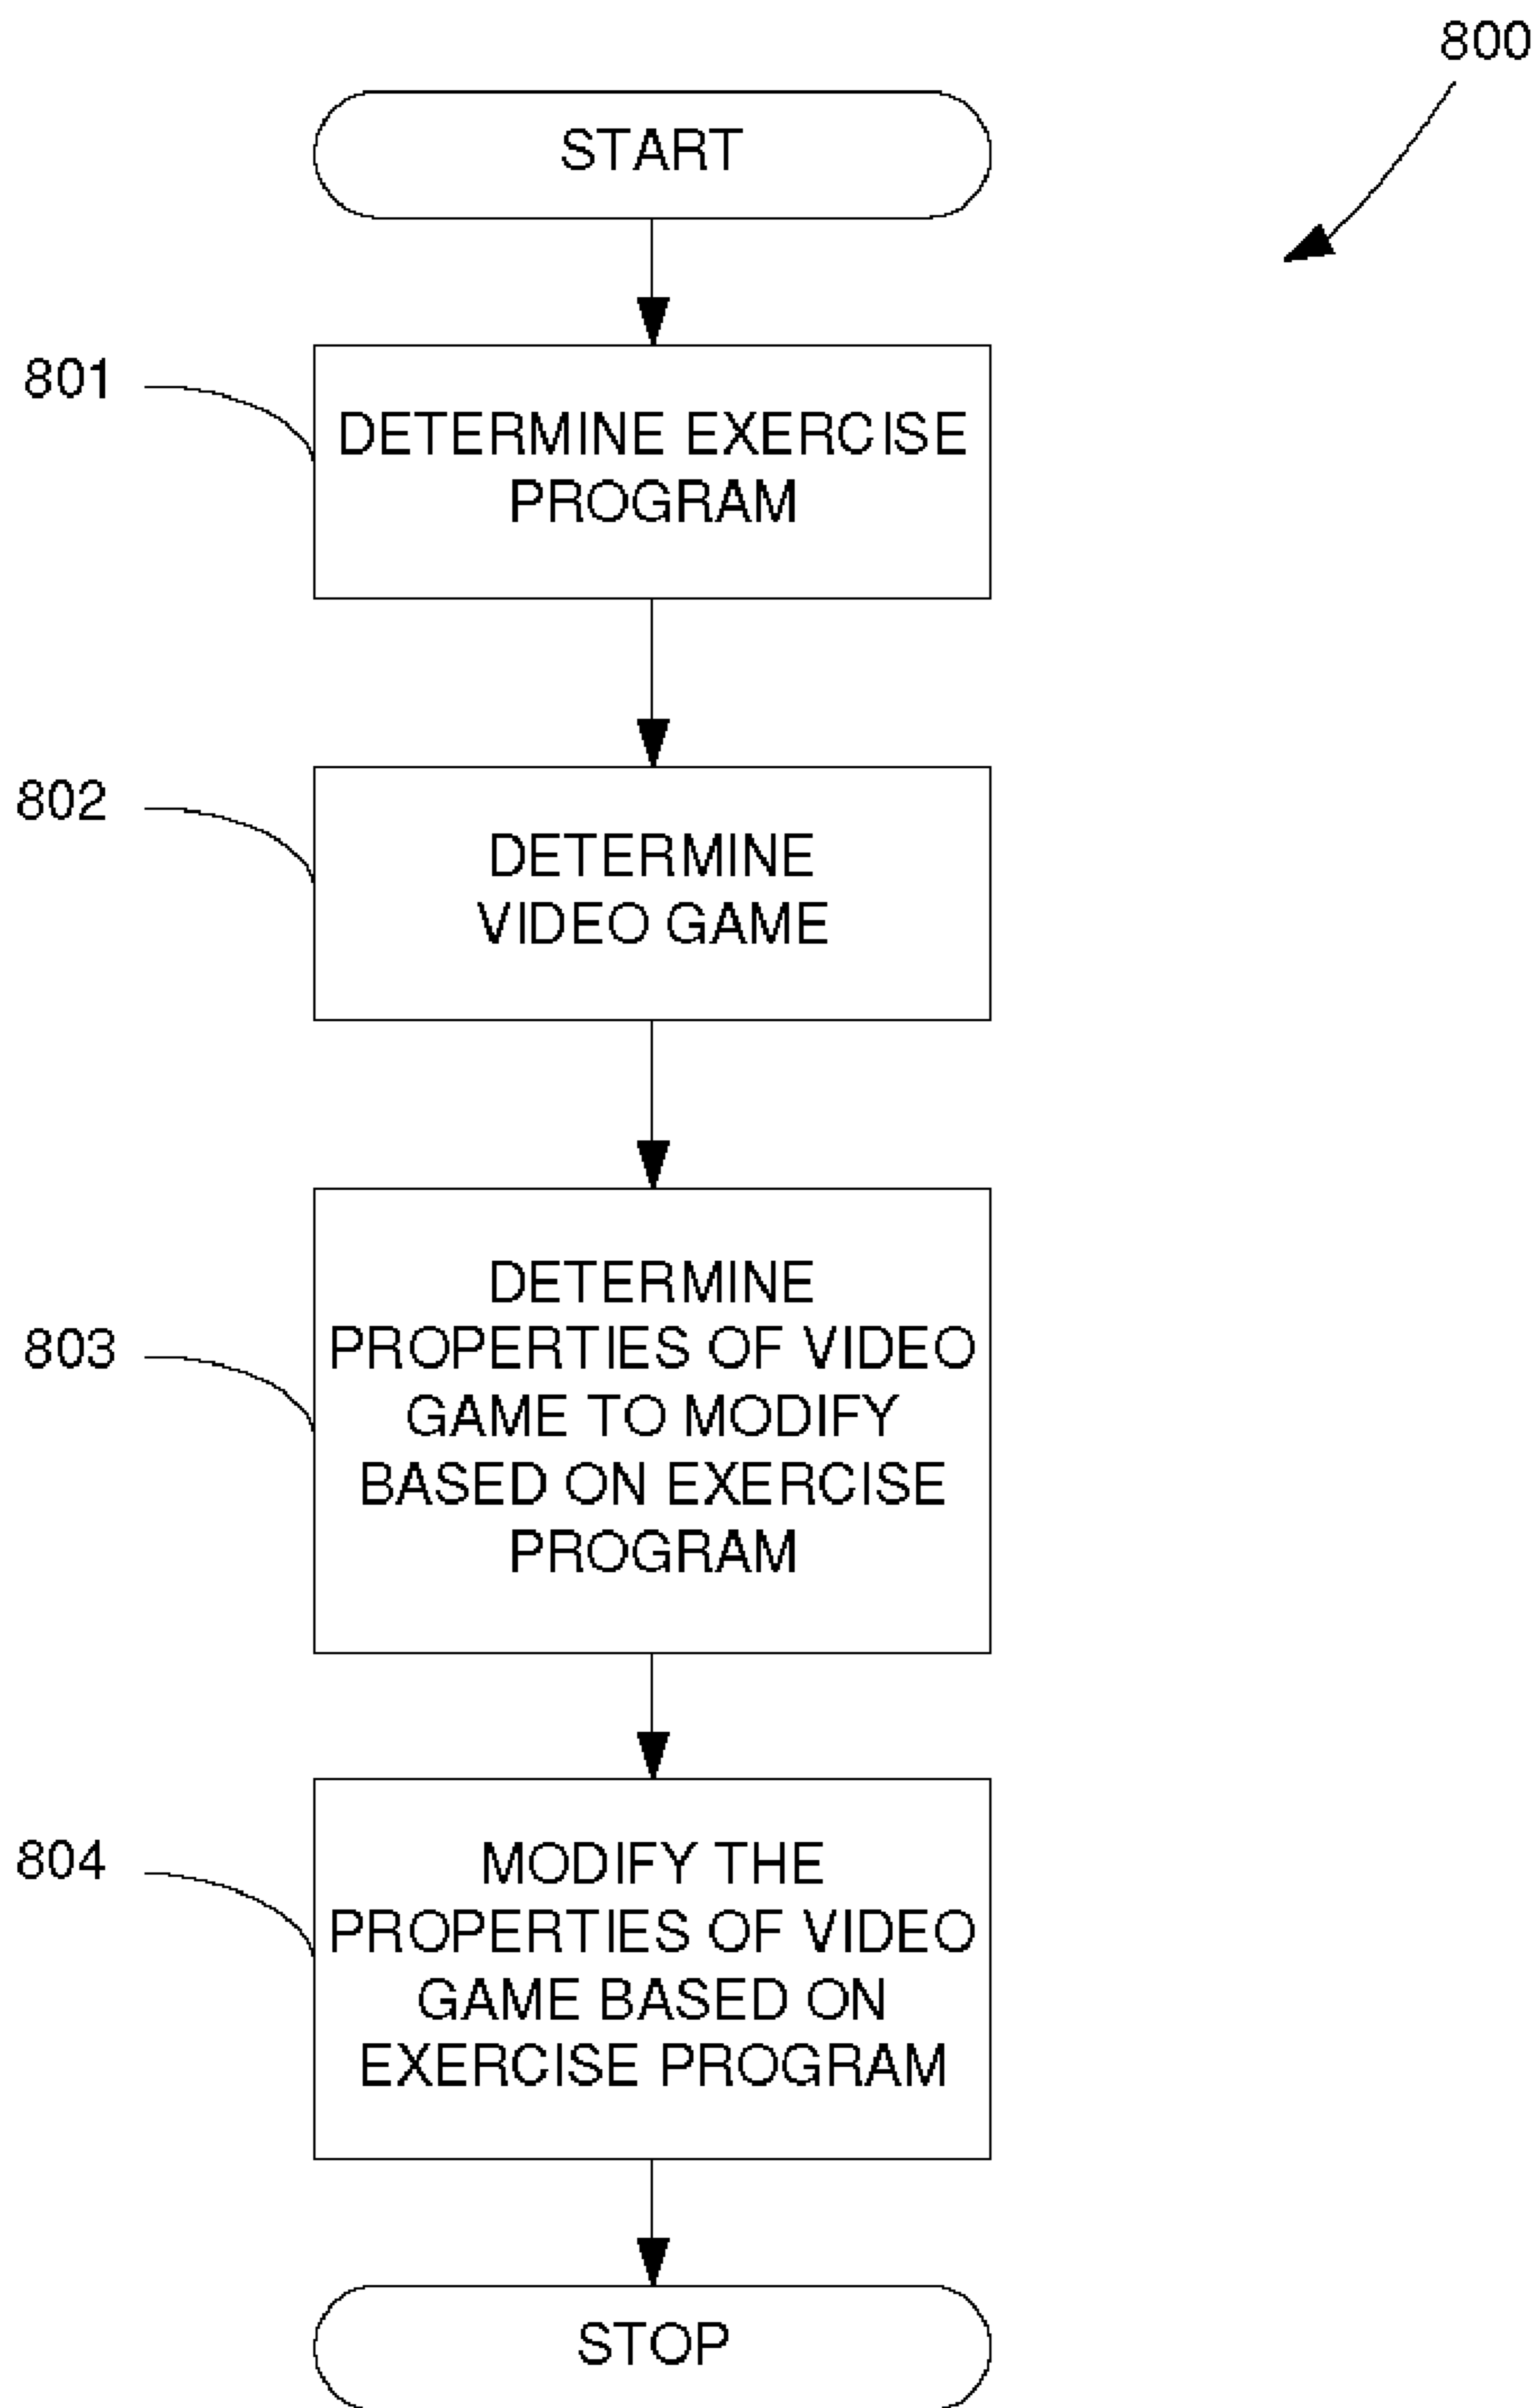 800
START
801
DETERMINE EXERCISE
PROGRAM
802
DETERMINE
VIDEO GAME
803
DETERMINE
PROPERTIES OF VIDEO
GAME TO MODIFY
BASED ON EXERCISE
PROGRAM
804
MODIFY THE
PROPERTIES OF VIDEO
GAME BASED ON
EXERCISE PROGRAM
STOP